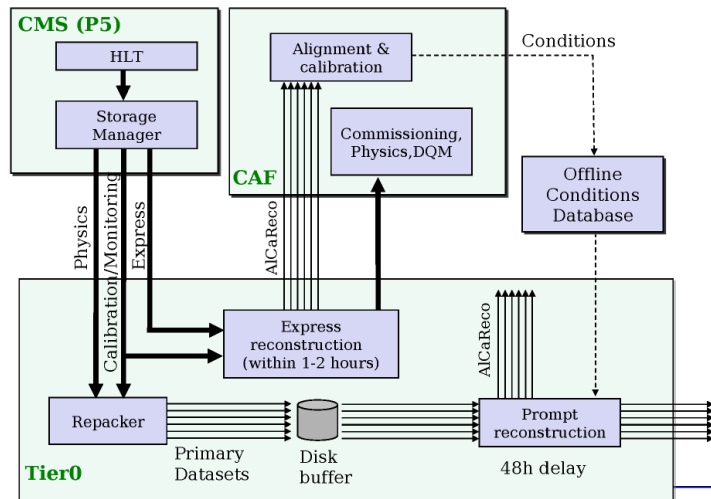 CMS (P5)
HLT
Storage
Manager
Alignment &
calibration
Commissioning,
Physics,DQM
CAF
Conditions
Offline
Conditions
Database
Physics
Calibration/Monitoring
Express
AlCaReco
Express
reconstruction
(within 1-2 hours)
AlCaReco
Repacker
Primary
Datasets
Disk
buffer
Prompt
reconstruction
48h delay
Tier0